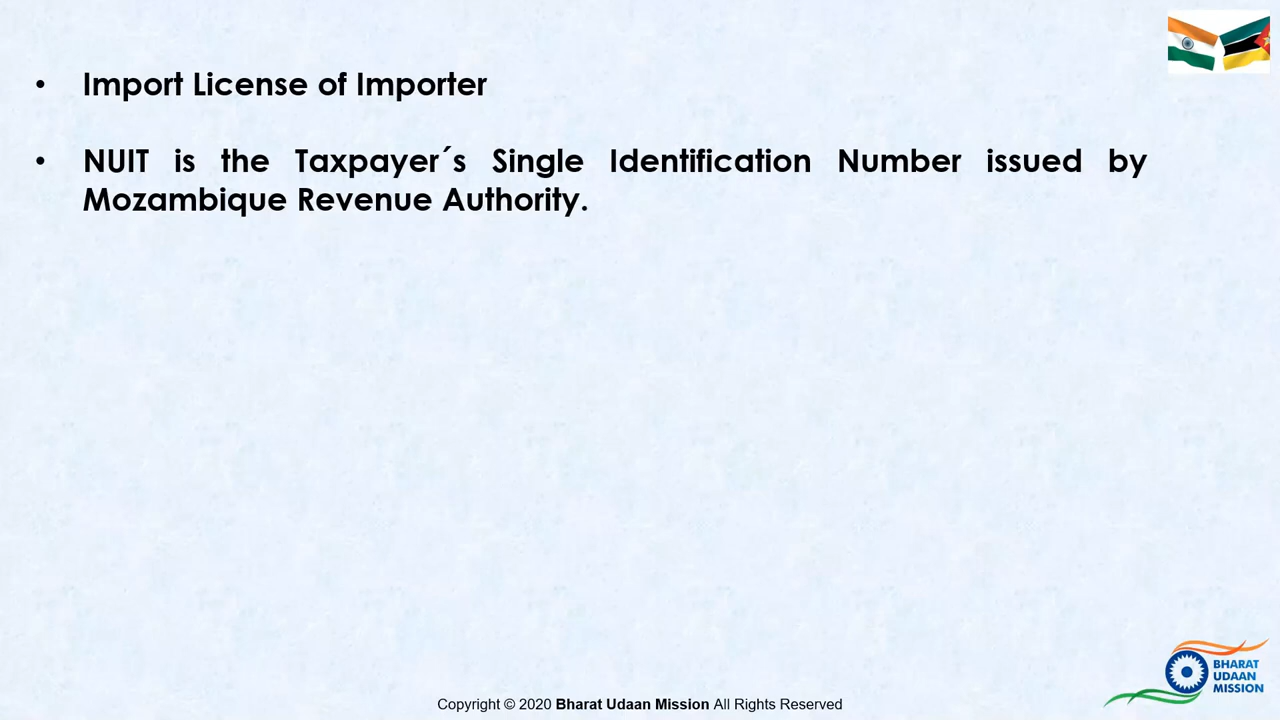 • Import License of Importer
• NUIT is the Taxpayer´s Single Identification Number issued by
Mozambique Revenue Authority.
BHARAT
UDAAN
MISSION
Copyright © 2020 Bharat Udaan Mission All Rights Reserved